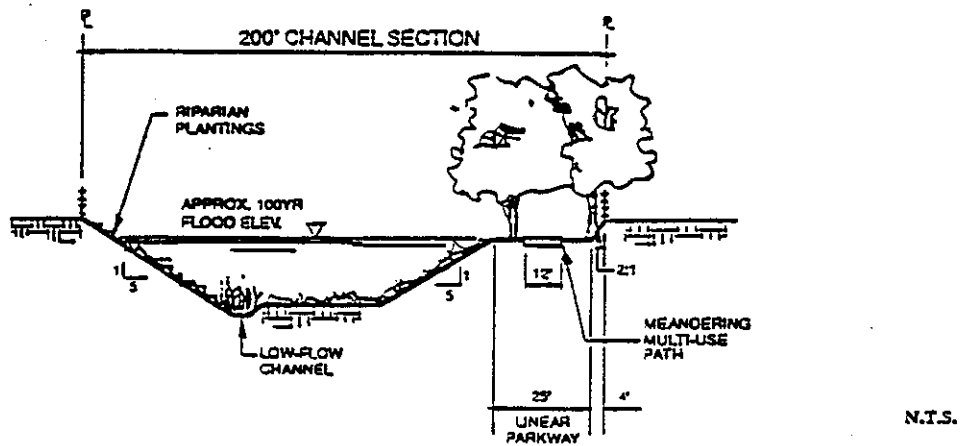 200' CHANNEL SECTION
RIPARIAN
PLANTINGS
APPROX. 100YR
FLOOD ELEV.
1
5
1
5
12'
2:1
LOW-FLOW
CHANNEL
MEANDERING
MULTI-USE
PATH
25'
4'
LINEAR
PARKWAY
N.T.S.